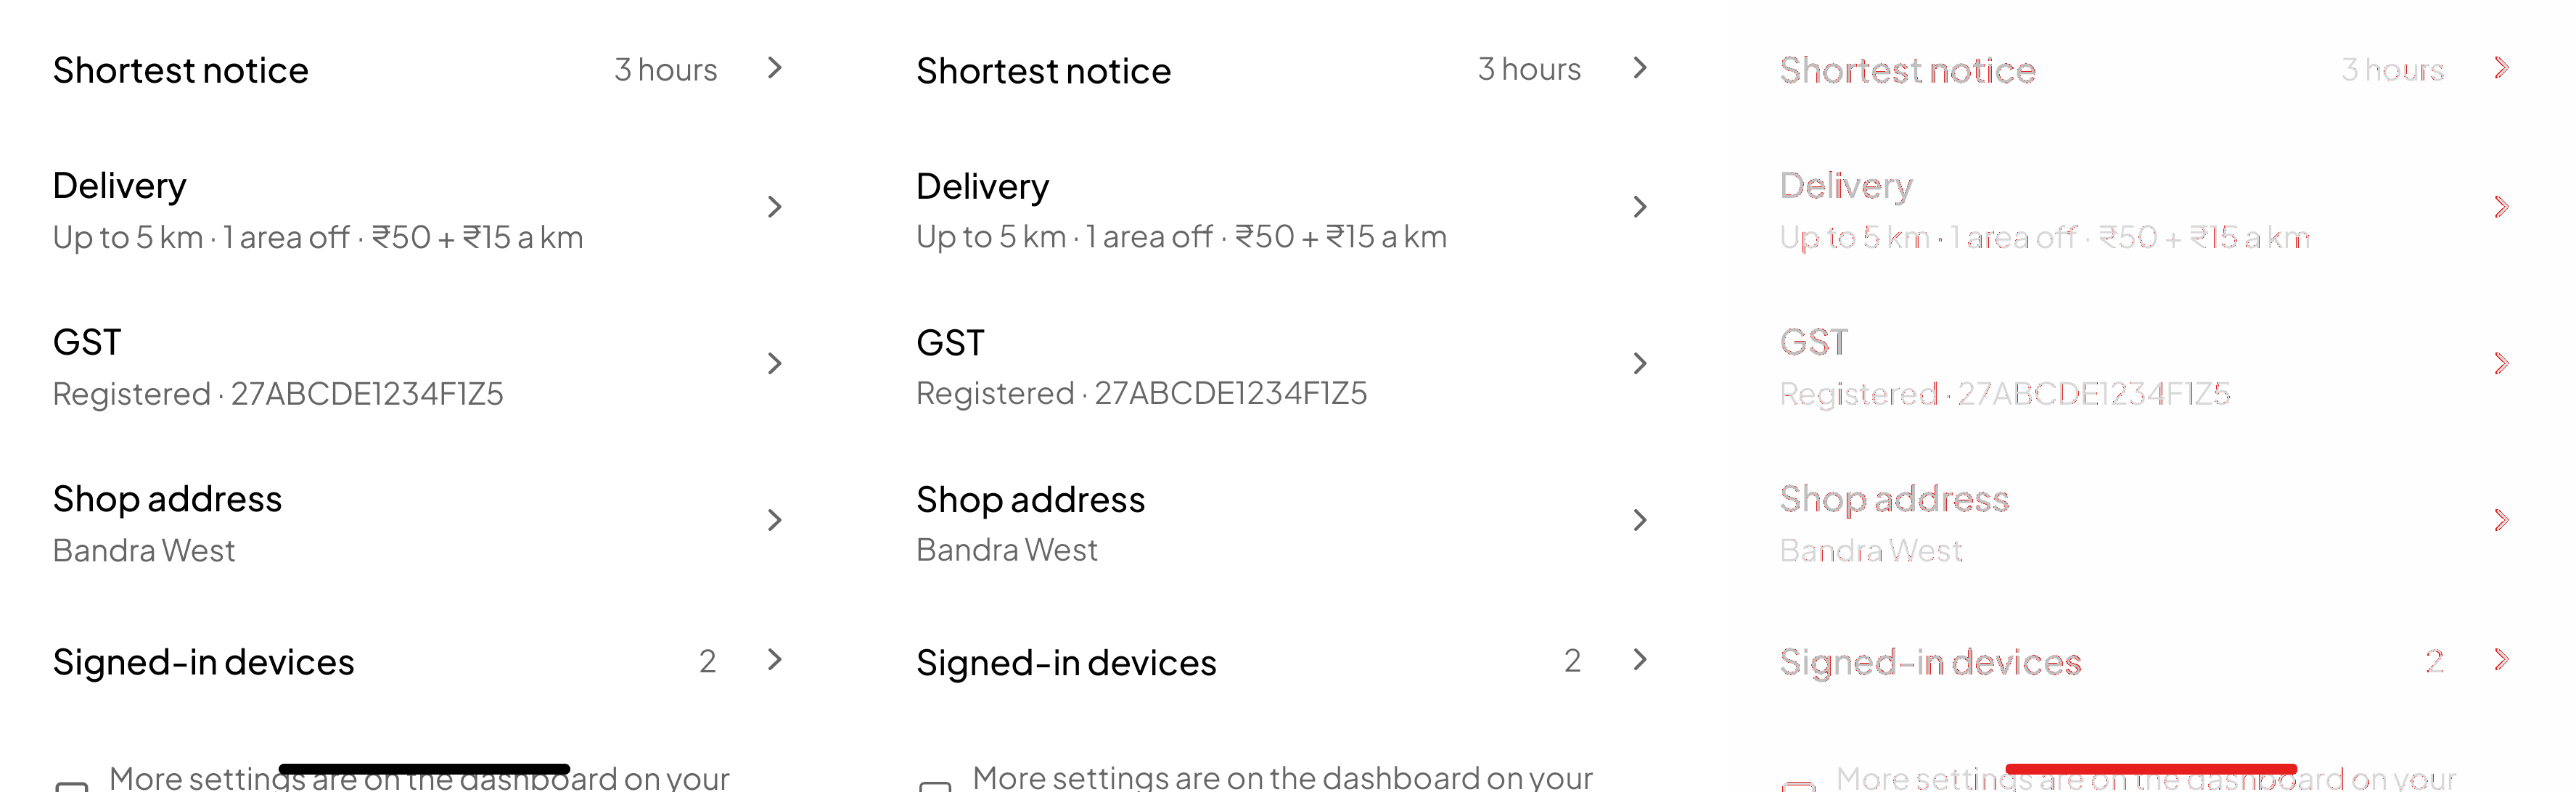 Shortest notice 3 hours
Delivery
Up to 5 km · 1 area off · ₹50 + ₹15 a km
GST
Registered · 27ABCDE1234F1Z5
Shop address
Bandra West
Signed-in devices 2
More settings are on the dashboard on your
Shortest notice 3 hours
Delivery
Up to 5 km · 1 area off · ₹50 + ₹15 a km
GST
Registered · 27ABCDE1234F1Z5
Shop address
Bandra West
Signed-in devices 2
More settings are on the dashboard on your
Shortest notice 3 hours
Delivery
Up to 5 km · 1 area off · ₹50 + ₹15 a km
GST
Registered · 27ABCDE1234F1Z5
Shop address
Bandra West
Signed-in devices 2
More settings are on the dashboard on your